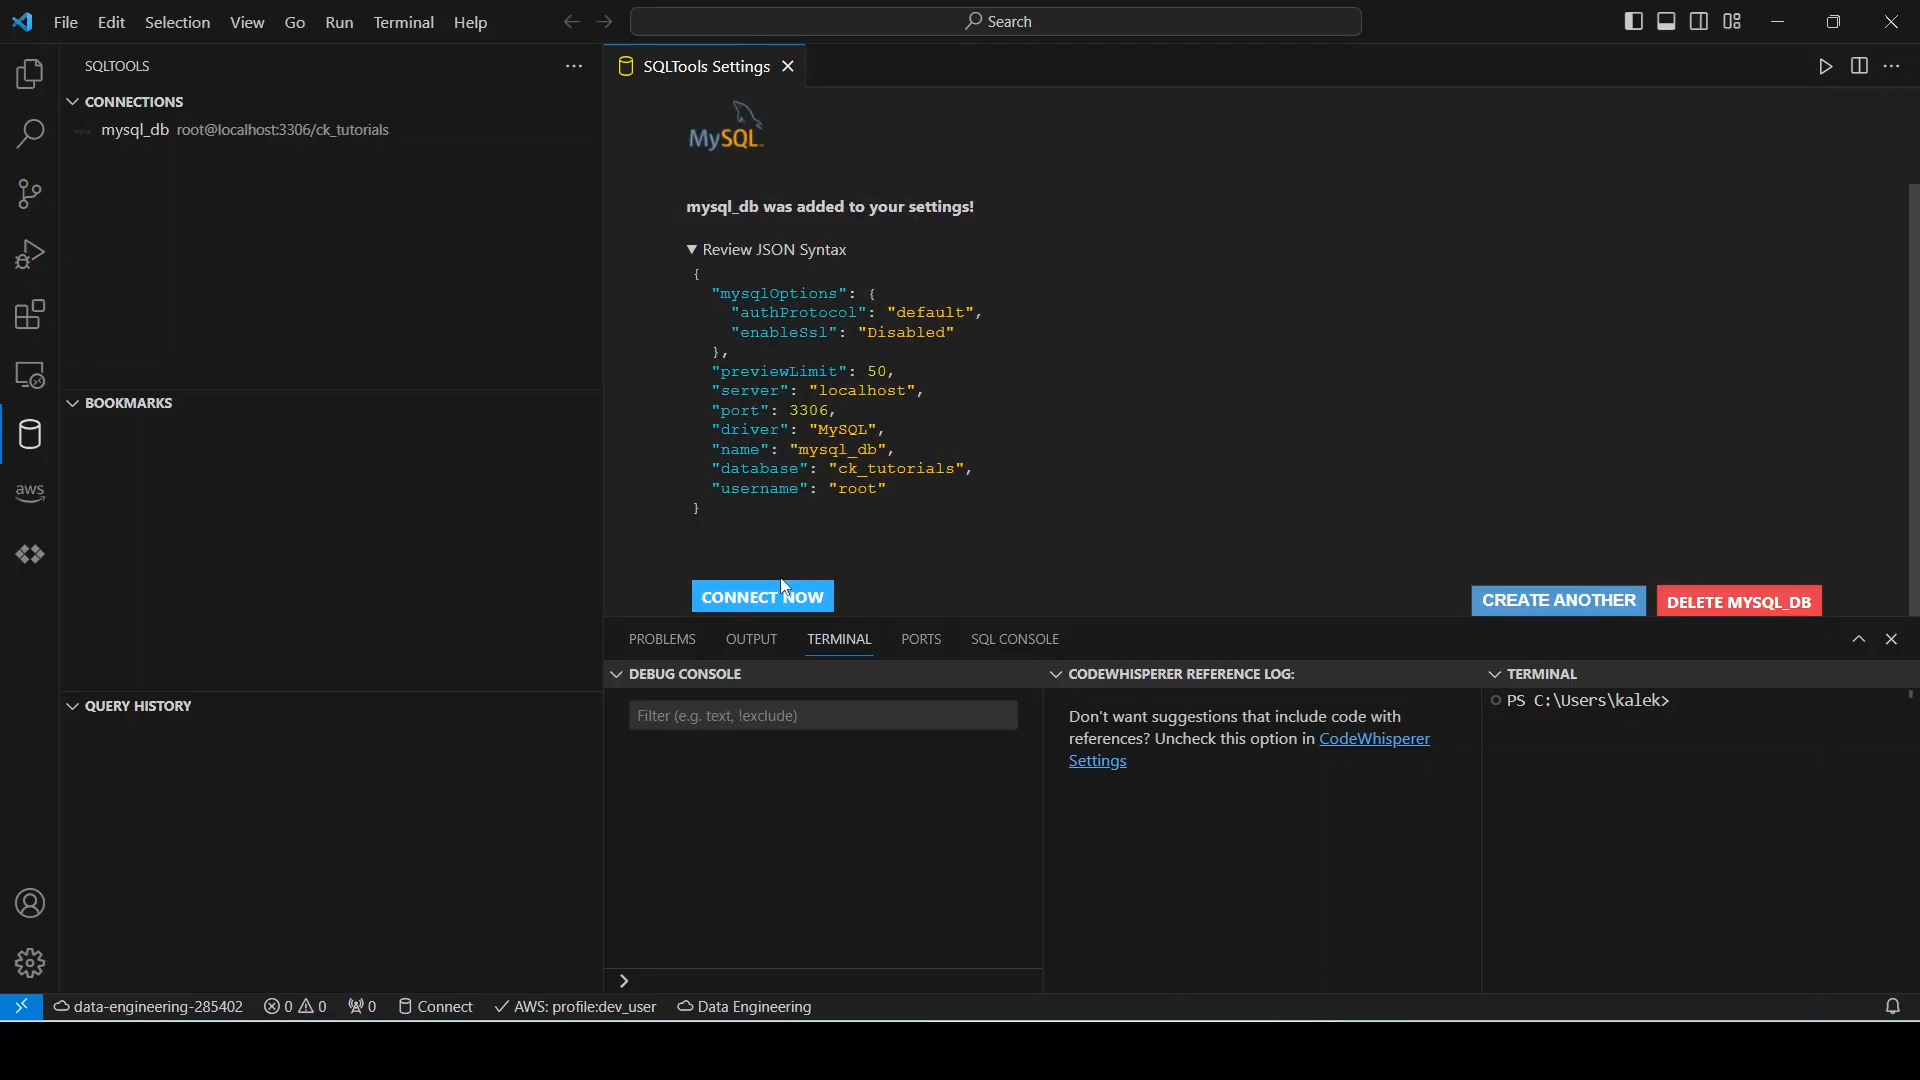 File Edit Selection View Go Run Terminal Help
Search
SQLTOOLS
SQLTools Settings
CONNECTIONS
mysql_db root@localhost:3306/ck_tutorials
MySQL
mysql_db was added to your settings!
Review JSON Syntax
{
"mysqlOptions": {
"authProtocol": "default",
"enableSsl": "Disabled"
},
"previewLimit": 50,
"server": "localhost",
"port": 3306,
"driver": "MySQL",
"name": "mysql_db",
"database": "ck_tutorials",
"username": "root"
}
BOOKMARKS
aws
CONNECT NOW
CREATE ANOTHER
DELETE MYSQL_DB
PROBLEMS OUTPUT TERMINAL PORTS SQL CONSOLE
DEBUG CONSOLE
Filter (e.g. text, !exclude)
CODEWHISPERER REFERENCE LOG:
Don't want suggestions that include code with
references? Uncheck this option in CodeWhisperer
Settings
TERMINAL
PS C:\Users\kalek>
QUERY HISTORY
data-engineering-285402 0 0 0 Connect AWS: profile:dev_user Data Engineering